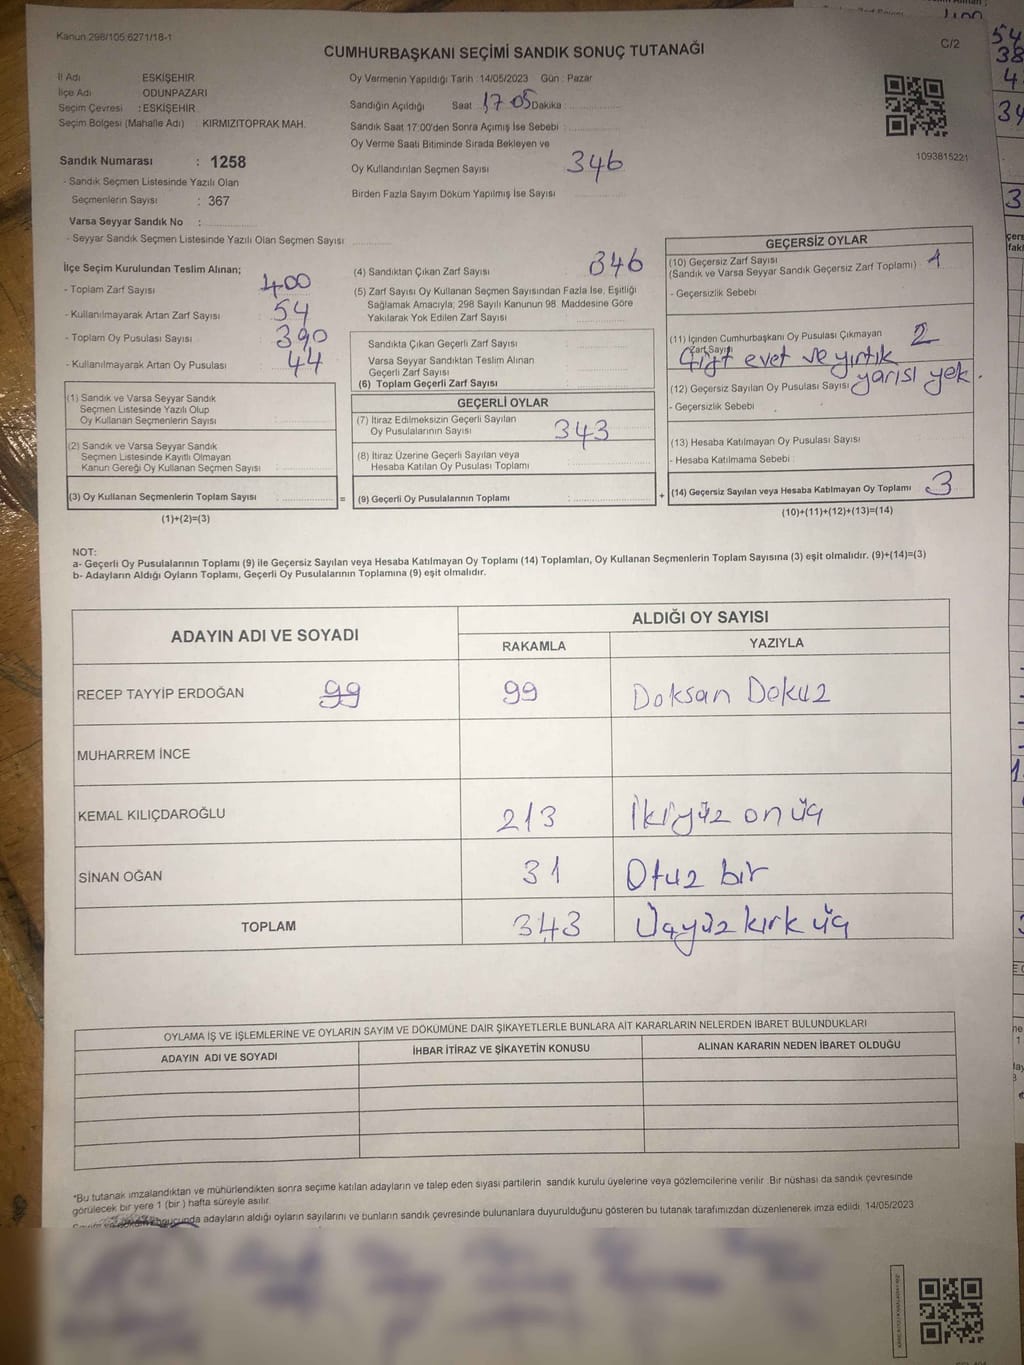 Kanun 298/105 6271/18-1
CUMHURBAŞKANI SEÇİMİ SANDIK SONUÇ TUTANAĞI
C/2
İl Adı ESKİŞEHİR
İlçe Adı ODUNPAZARI
Seçim Çevresi : ESKİŞEHİR
Seçim Bölgesi (Mahalle Adı) : KIRMIZITOPRAK MAH.
Sandık Numarası : 1258
- Sandık Seçmen Listesinde Yazılı Olan
Seçmenlerin Sayısı : 367
Varsa Seyyar Sandık No :
- Seyyar Sandık Seçmen Listesinde Yazılı Olan Seçmen Sayısı
Oy Vermenin Yapıldığı Tarih : 14/05/2023 Gün : Pazar
Sandığın Açıldığı Saat 17 05 Dakika :
Sandık Saat 17:00'den Sonra Açımış İse Sebebi :
Oy Verme Saati Bitiminde Sırada Bekleyen ve
Oy Kullandırılan Seçmen Sayısı 346
Birden Fazla Sayım Döküm Yapılmış İse Sayısı
1093815221
İlçe Seçim Kurulundan Teslim Alınan;
- Toplam Zarf Sayısı 400
- Kullanılmayarak Artan Zarf Sayısı 54
- Toplam Oy Pusulası Sayısı 390
- Kullanılmayarak Artan Oy Pusulası 44
(1) Sandık ve Varsa Seyyar Sandık
Seçmen Listesinde Yazılı Olup
Oy Kullanan Seçmenlerin Sayısı
(2) Sandık ve Varsa Seyyar Sandık
Seçmen Listesinde Kayıtlı Olmayan
Kanun Gereği Oy Kullanan Seçmen Sayısı
(3) Oy Kullanan Seçmenlerin Toplam Sayısı :
(1)+(2)=(3)
=
(4) Sandıktan Çıkan Zarf Sayısı 346
(5) Zarf Sayısı Oy Kullanan Seçmen Sayısından Fazla İse, Eşitliği
Sağlamak Amacıyla; 298 Sayılı Kanunun 98. Maddesine Göre
Yakılarak Yok Edilen Zarf Sayısı
Sandıkta Çıkan Geçerli Zarf Sayısı
Varsa Seyyar Sandıktan Teslim Alınan
Geçerli Zarf Sayısı
(6) Toplam Geçerli Zarf Sayısı
GEÇERLİ OYLAR
(7) İtiraz Edilmeksizin Geçerli Sayılan
Oy Pusulalarının Sayısı 343
(8) İtiraz Üzerine Geçerli Sayılan veya
Hesaba Katılan Oy Pusulası Toplamı
(9) Geçerli Oy Pusulalarının Toplamı :
+
GEÇERSİZ OYLAR
(10) Geçersiz Zarf Sayısı
(Sandık ve Varsa Seyyar Sandık Geçersiz Zarf Toplamı) 1
- Geçersizlik Sebebi
(11) İçinden Cumhurbaşkanı Oy Pusulası Çıkmayan
Zarf Sayısı 2
Çift evet ve yırtık
yarısı yok.
(12) Geçersiz Sayılan Oy Pusulası Sayısı
- Geçersizlik Sebebi
(13) Hesaba Katılmayan Oy Pusulası Sayısı
- Hesaba Katılmama Sebebi :
(14) Geçersiz Sayılan veya Hesaba Katılmayan Oy Toplamı 3
(10)+(11)+(12)+(13)=(14)
NOT:
a- Geçerli Oy Pusulalarının Toplamı (9) ile Geçersiz Sayılan veya Hesaba Katılmayan Oy Toplamı (14) Toplamları, Oy Kullanan Seçmenlerin Toplam Sayısına (3) eşit olmalıdır. (9)+(14)=(3)
b- Adayların Aldığı Oyların Toplamı, Geçerli Oy Pusulalarının Toplamına (9) eşit olmalıdır.
ADAYIN ADI VE SOYADI ALDIĞI OY SAYISI
RAKAMLA YAZIYLA
RECEP TAYYİP ERDOĞAN 99 99 Doksan Dokuz
MUHARREM İNCE
KEMAL KILIÇDAROĞLU 213 İkiyüz onüç
SİNAN OĞAN 31 Otuz bir
TOPLAM 343 Üçyüz kırk üç
OYLAMA İŞ VE İŞLEMLERİNE VE OYLARIN SAYIM VE DÖKÜMÜNE DAİR ŞİKAYETLERLE BUNLARA AİT KARARLARIN NELERDEN İBARET BULUNDUKLARI
ADAYIN ADI VE SOYADI İHBAR İTİRAZ VE ŞİKAYETİN KONUSU ALINAN KARARIN NEDEN İBARET OLDUĞU
*Bu tutanak imzalandıktan ve mühürlendikten sonra seçime katılan adayların ve talep eden siyasi partilerin sandık kurulu üyelerine veya gözlemcilerine verilir. Bir nüshası da sandık çevresinde
görülecek bir yere 1 (bir ) hafta süreyle asılır.
adayların aldığı oyların sayılarını ve bunların sandık çevresinde bulunanlara duyurulduğunu gösteren bu tutanak tarafımızdan düzenlenerek imza edildi. 14/05/2023